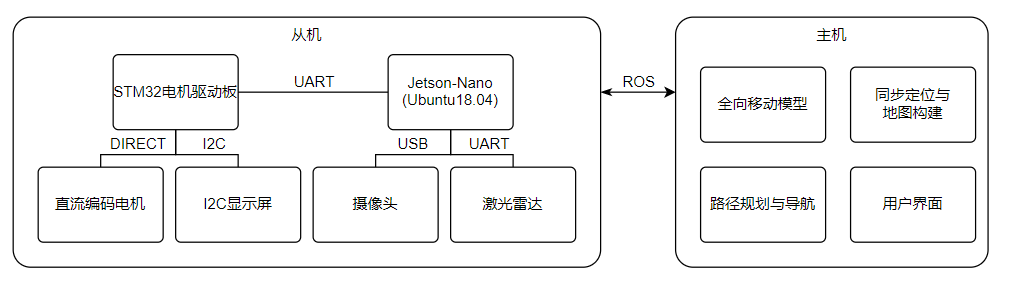 从机
主机
STM32电机驱动板
UART
Jetson-Nano
(Ubuntu18.04)
ROS
全向移动模型
同步定位与
地图构建
DIRECT
I2C
USB
UART
直流编码电机
I2C显示屏
摄像头
激光雷达
路径规划与导航
用户界面